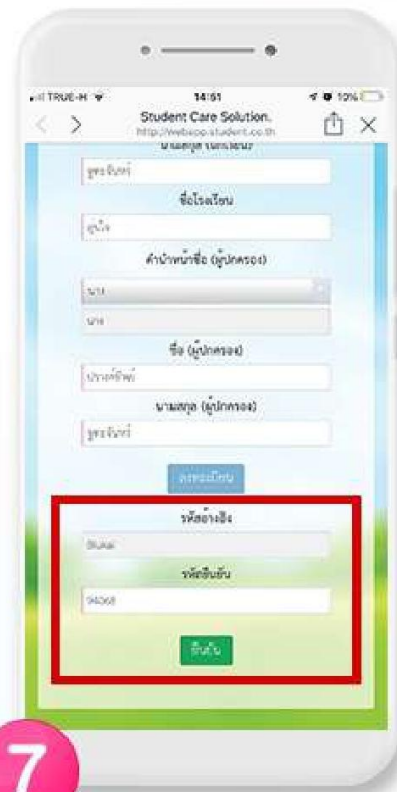 TRUE-H 14:51 10%
Student Care Solution.
http://webapp.student.co.th
นามสกุล (นักเรียน)
ชื่อโรงเรียน
คำนำหน้าชื่อ (ผู้ปกครอง)
นาง
นาง
ชื่อ (ผู้ปกครอง)
นามสกุล (ผู้ปกครอง)
ลงทะเบียน
รหัสอ้างอิง
รหัสยืนยัน
94068
ยืนยัน
7